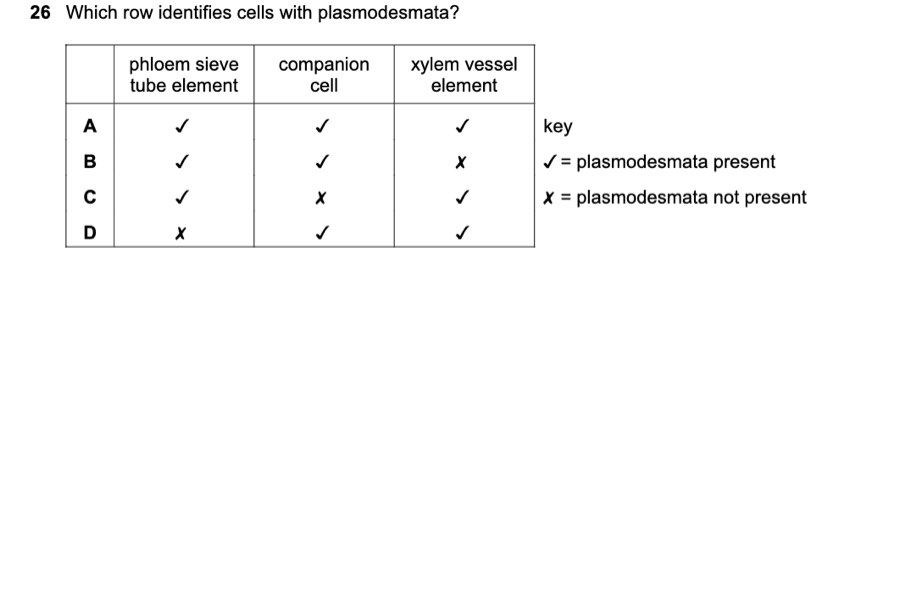 26 Which row identifies cells with plasmodesmata?
phloem sieve tube element companion cell xylem vessel element
A ✓ ✓ ✓ key
B ✓ ✓ ✗ ✓ = plasmodesmata present
C ✓ ✗ ✓ ✗ = plasmodesmata not present
D ✗ ✓ ✓